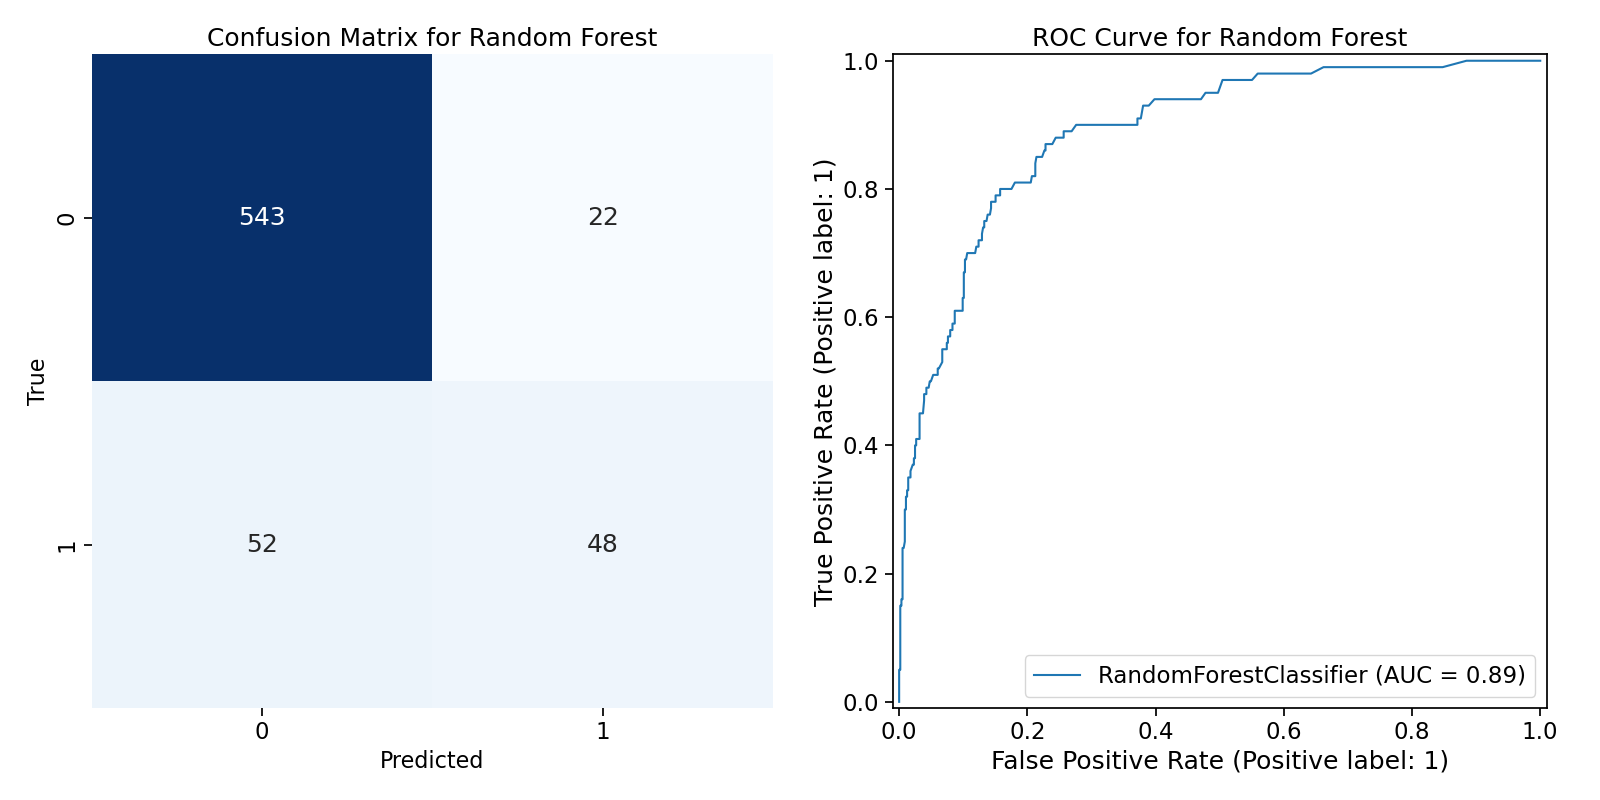 Confusion Matrix for Random Forest
0
543
22
True
1
52
48
0
1
Predicted
ROC Curve for Random Forest
True Positive Rate (Positive label: 1)
1.0
0.8
0.6
0.4
0.2
0.0
RandomForestClassifier (AUC = 0.89)
0.0
0.2
0.4
0.6
0.8
1.0
False Positive Rate (Positive label: 1)